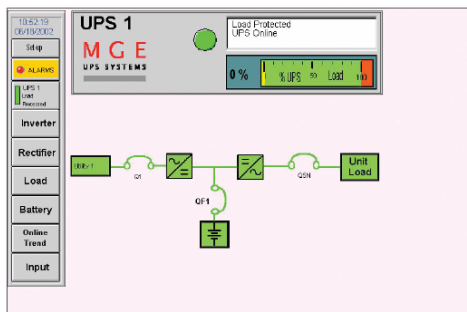 10:52:19
06/18/2002
Setup
ALARMS
UPS 1
Load
Protected
Inverter
Rectifier
Load
Battery
Online
Trend
Input
UPS 1
MGE
UPS SYSTEMS
Load Protected
UPS Online
0 %
% UPS 50 Load 100
Utility 1
Q1
QF1
Q5N
Unit
Load